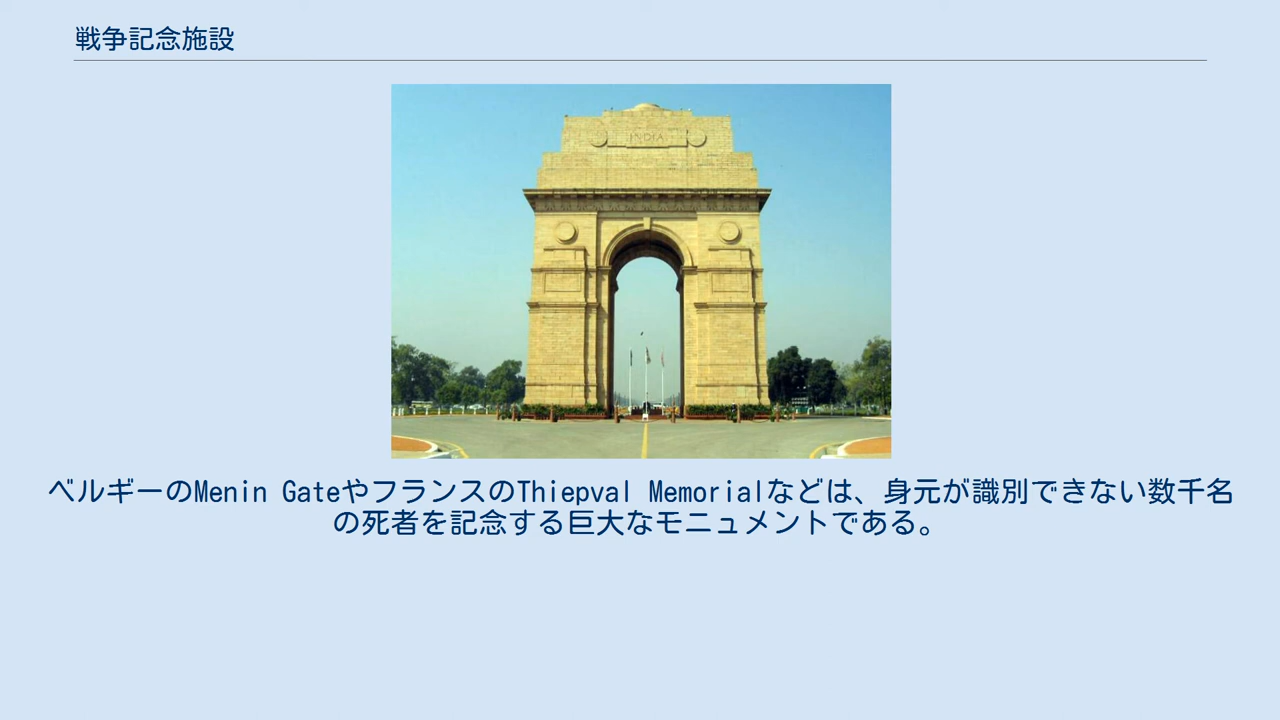 戦争記念施設
INDIA
ベルギーのMenin GateやフランスのThiepval Memorialなどは、身元が識別できない数千名
の死者を記念する巨大なモニュメントである。